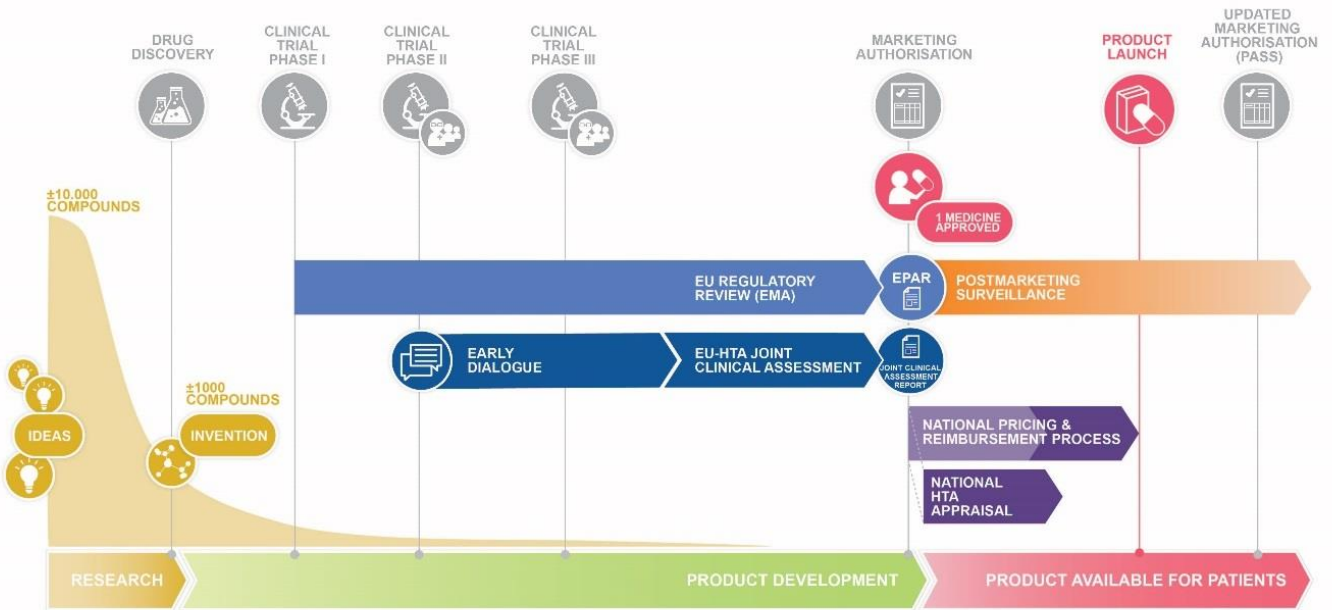 DRUG
DISCOVERY
CLINICAL
TRIAL
PHASE I
CLINICAL
TRIAL
PHASE II
CLINICAL
TRIAL
PHASE III
MARKETING
AUTHORISATION
PRODUCT
LAUNCH
UPDATED
MARKETING
AUTHORISATION
(PASS)
±10.000
COMPOUNDS
1 MEDICINE
APPROVED
EU REGULATORY
REVIEW (EMA)
EPAR
POSTMARKETING
SURVEILLANCE
EARLY
DIALOGUE
EU-HTA JOINT
CLINICAL ASSESSMENT
JOINT CLINICAL
ASSESSMENT
REPORT
±1000
COMPOUNDS
IDEAS
INVENTION
NATIONAL PRICING &
REIMBURSEMENT PROCESS
NATIONAL
HTA
APPRAISAL
RESEARCH
PRODUCT DEVELOPMENT
PRODUCT AVAILABLE FOR PATIENTS